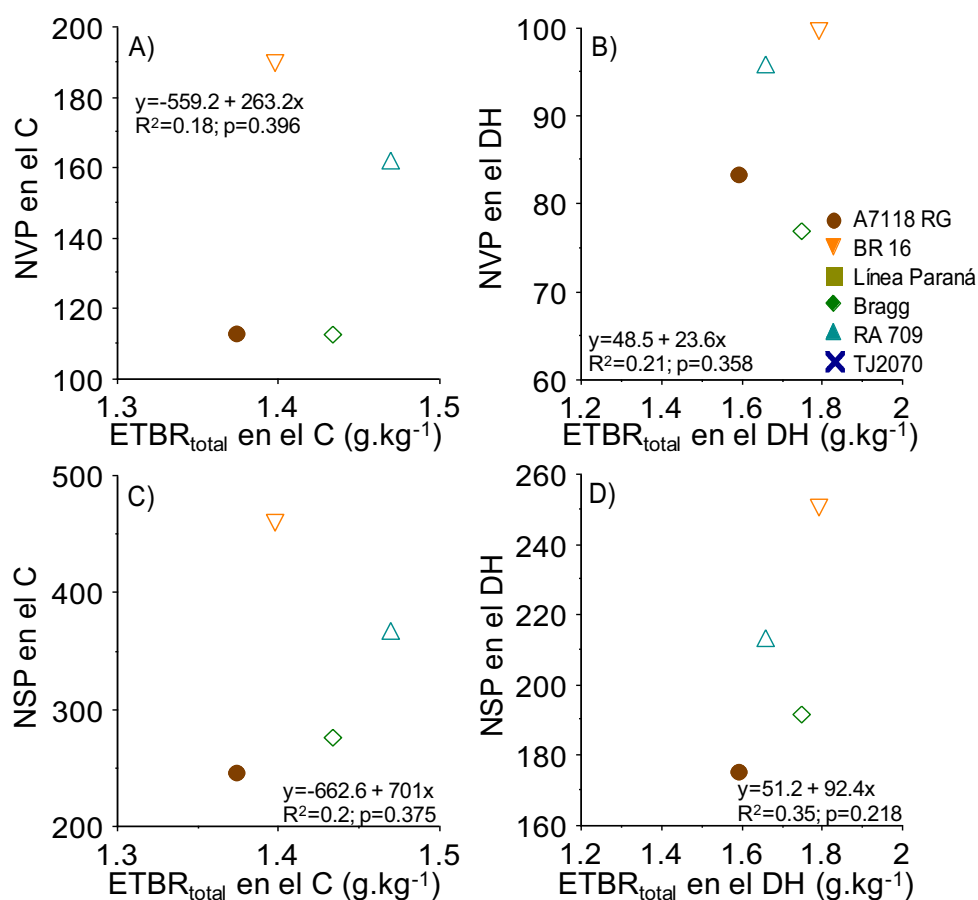 A)
200
180
160
140
120
100
NVP en el C
y=-559.2 + 263.2x
R²=0.18; p=0.396
1.3
1.4
1.5
ETBRtotal en el C (g.kg-1)
B)
100
90
80
70
60
NVP en el DH
A7118 RG
BR 16
Línea Paraná
Bragg
RA 709
TJ2070
y=48.5 + 23.6x
R²=0.21; p=0.358
1.2
1.4
1.6
1.8
2
ETBRtotal en el DH (g.kg-1)
C)
500
400
300
200
NSP en el C
y=-662.6 + 701x
R²=0.2; p=0.375
1.3
1.4
1.5
ETBRtotal en el C (g.kg-1)
D)
260
240
220
200
180
160
NSP en el DH
y=51.2 + 92.4x
R²=0.35; p=0.218
1.2
1.4
1.6
1.8
2
ETBRtotal en el DH (g.kg-1)